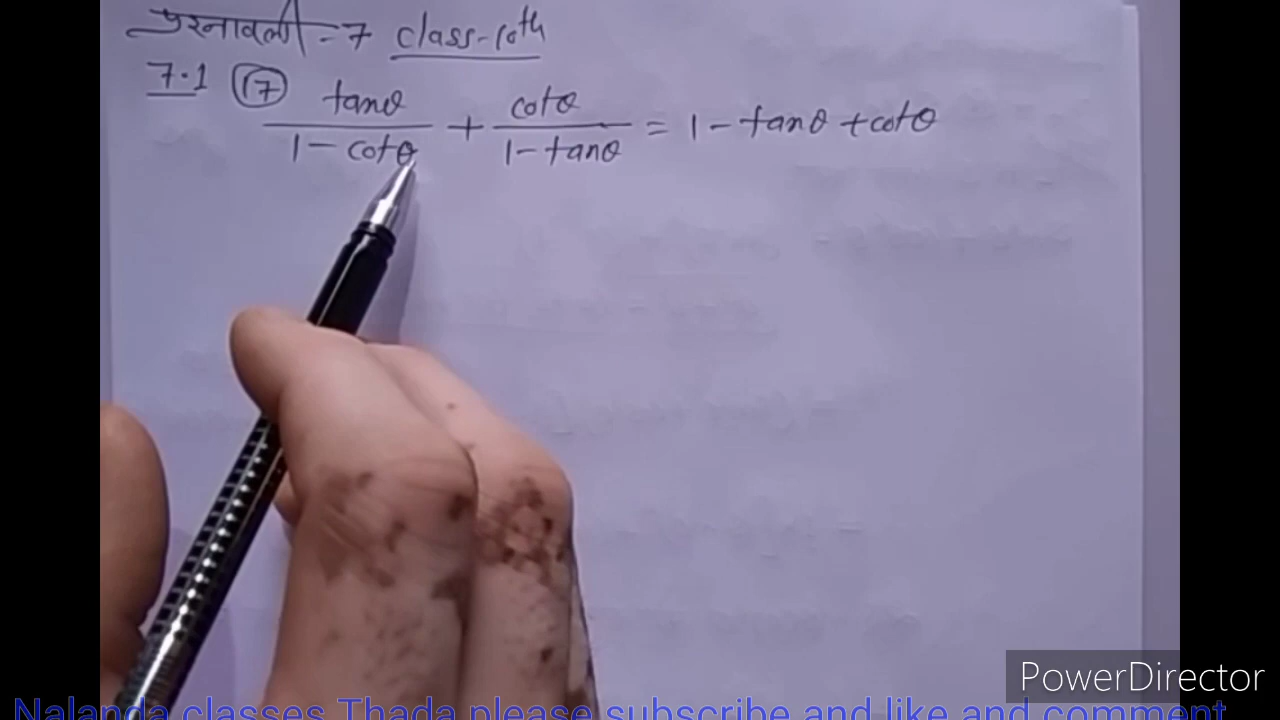 प्रश्नावली = 7 class-10th
7.1 (17) tanθ/(1-cotθ) + cotθ/(1-tanθ) = 1-tanθ+cotθ
PowerDirector
Nalanda classes Thada please subscribe and like and comment